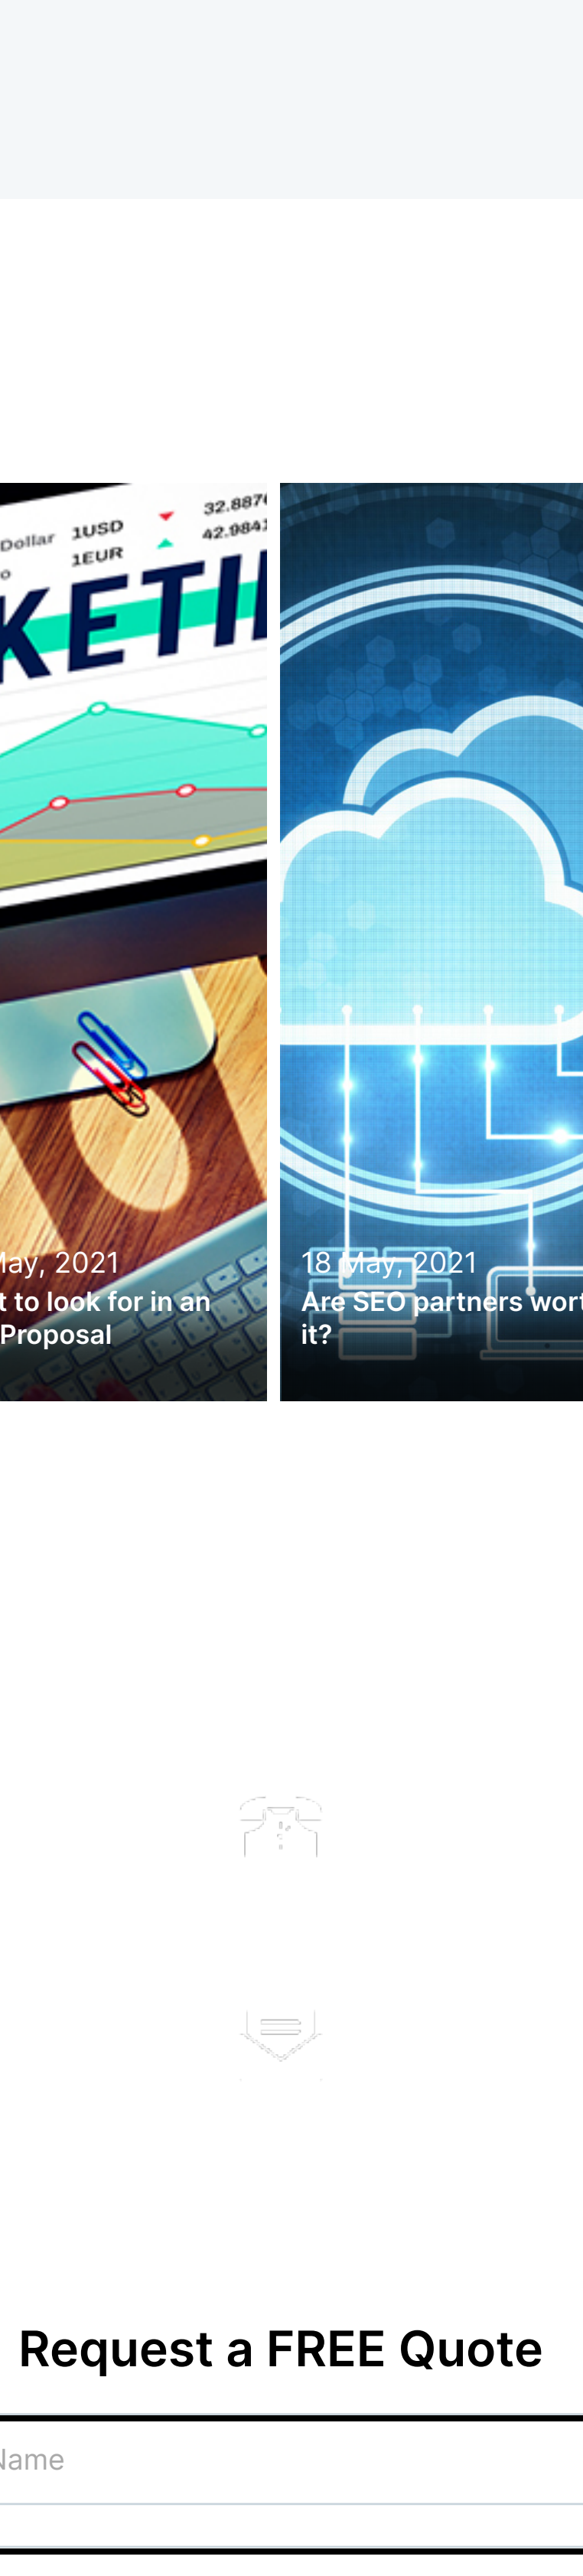 Dollar 1USD 32.887
1EUR 42.984
KETI
May, 2021
t to look for in an
Proposal
18 May, 2021
Are SEO partners wort
it?
Request a FREE Quote
Name